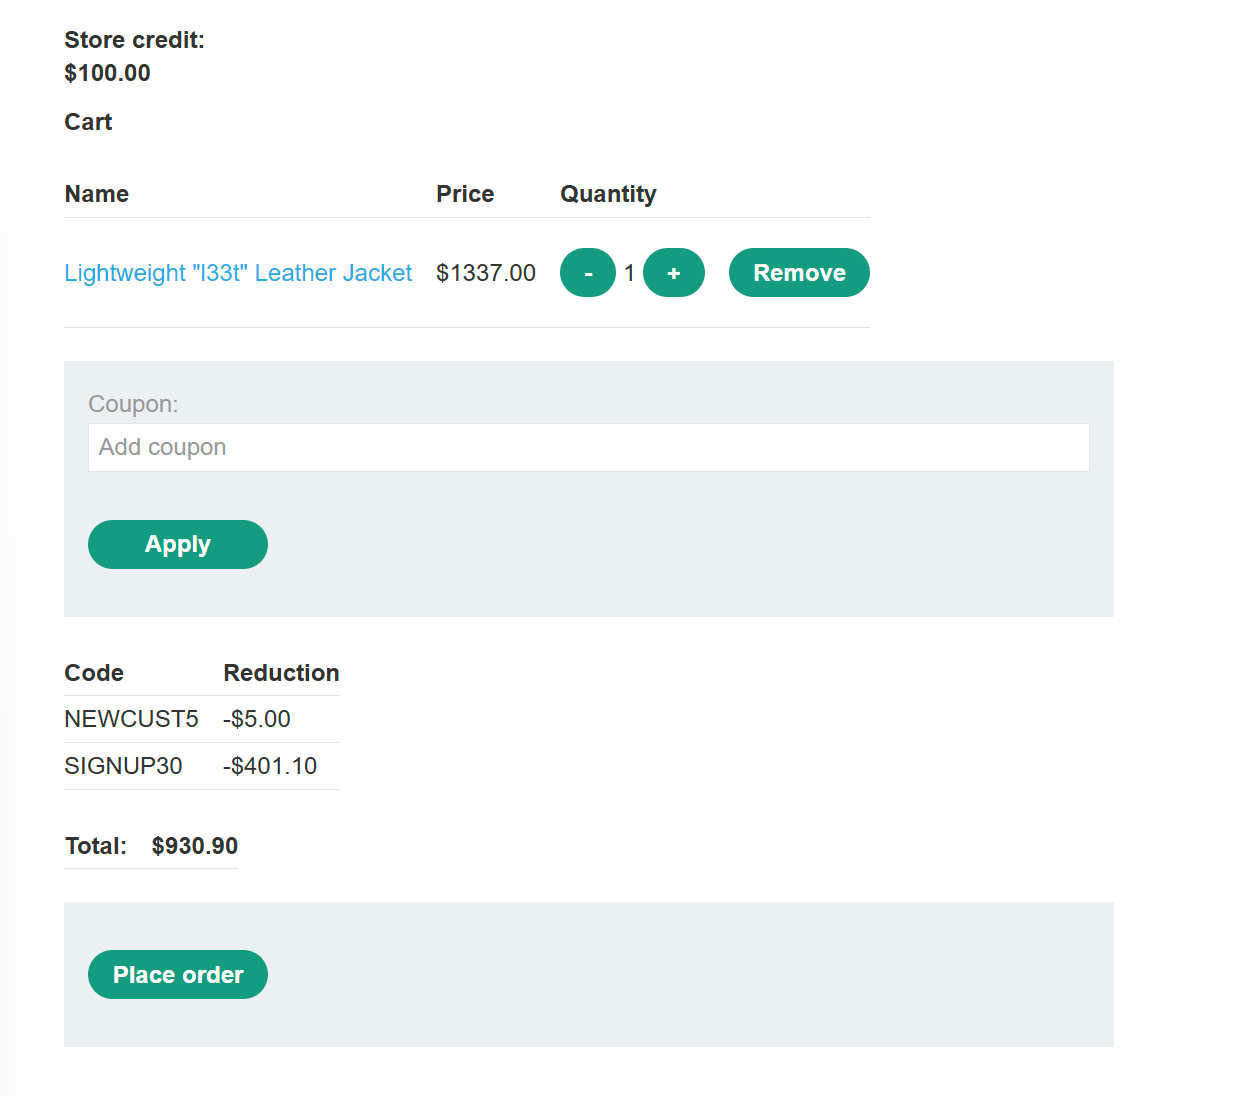 Store credit:
$100.00
Cart
Name Price Quantity
Lightweight "l33t" Leather Jacket $1337.00 - 1 + Remove
Coupon:
Add coupon
Apply
Code Reduction
NEWCUST5 -$5.00
SIGNUP30 -$401.10
Total: $930.90
Place order